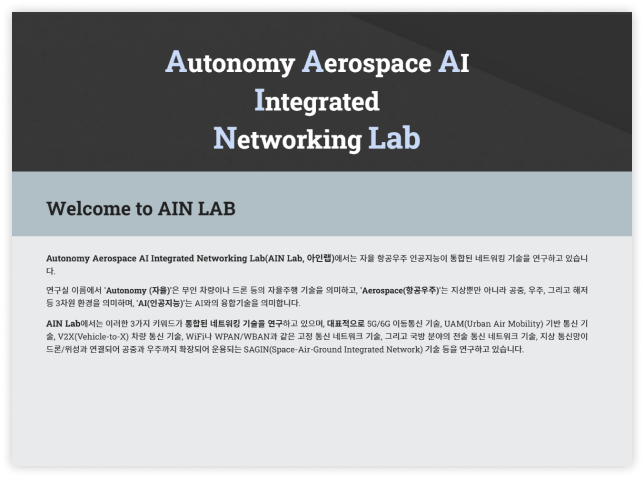 Autonomy Aerospace AI
Integrated
Networking Lab
Welcome to AIN LAB
Autonomy Aerospace AI Integrated Networking Lab(AIN Lab, 아인랩)에서는 자율 항공우주 인공지능이 통합된 네트워킹 기술을 연구하고 있습니
다.
연구실 이름에서 'Autonomy (자율)'은 무인 차량이나 드론 등의 자율주행 기술을 의미하고, 'Aerospace(항공우주)'는 지상뿐만 아니라 공중, 우주, 그리고 해저
등 3차원 환경을 의미하며, 'AI(인공지능)'는 AI와의 융합기술을 의미합니다.
AIN Lab에서는 이러한 3가지 키워드가 통합된 네트워킹 기술을 연구하고 있으며, 대표적으로 5G/6G 이동통신 기술, UAM(Urban Air Mobility) 기반 통신 기
술, V2X(Vehicle-to-X) 차량 통신 기술, WiFi나 WPAN/WBAN과 같은 고정 통신 네트워크 기술, 그리고 국방 분야의 전술 통신 네트워크 기술, 지상 통신망이
드론/위성과 연결되어 공중과 우주까지 확장되어 운용되는 SAGIN(Space-Air-Ground Integrated Network) 기술 등을 연구하고 있습니다.